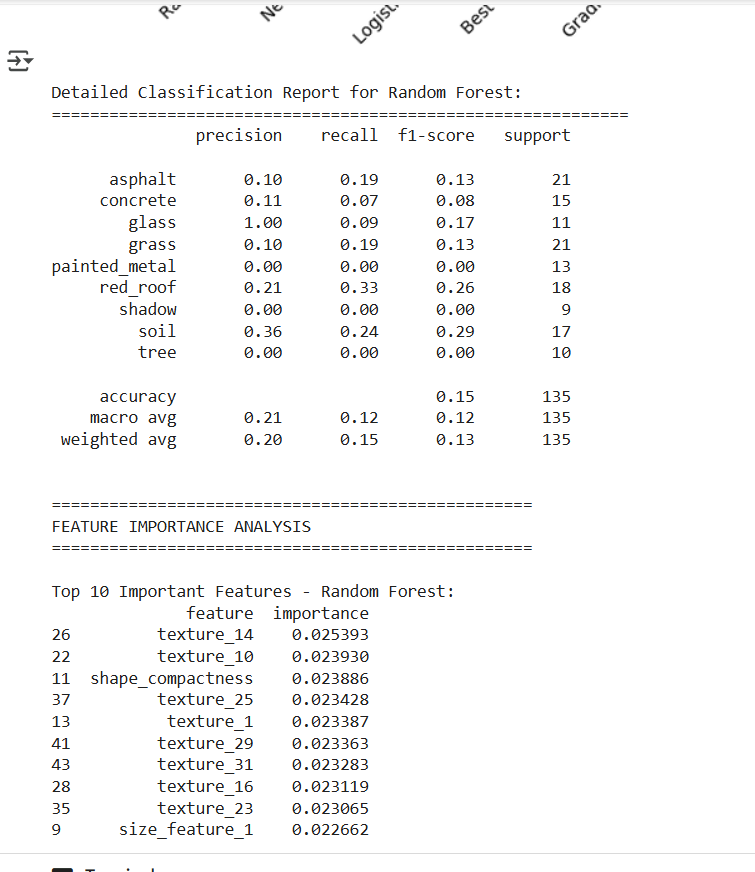 Detailed Classification Report for Random Forest:
============================================================
precision recall f1-score support
asphalt 0.10 0.19 0.13 21
concrete 0.11 0.07 0.08 15
glass 1.00 0.09 0.17 11
grass 0.10 0.19 0.13 21
painted_metal 0.00 0.00 0.00 13
red_roof 0.21 0.33 0.26 18
shadow 0.00 0.00 0.00 9
soil 0.36 0.24 0.29 17
tree 0.00 0.00 0.00 10
accuracy 0.15 135
macro avg 0.21 0.12 0.12 135
weighted avg 0.20 0.15 0.13 135
==================================================
FEATURE IMPORTANCE ANALYSIS
==================================================
Top 10 Important Features - Random Forest:
feature importance
26 texture_14 0.025393
22 texture_10 0.023930
11 shape_compactness 0.023886
37 texture_25 0.023428
13 texture_1 0.023387
41 texture_29 0.023363
43 texture_31 0.023283
28 texture_16 0.023119
35 texture_23 0.023065
9 size_feature_1 0.022662